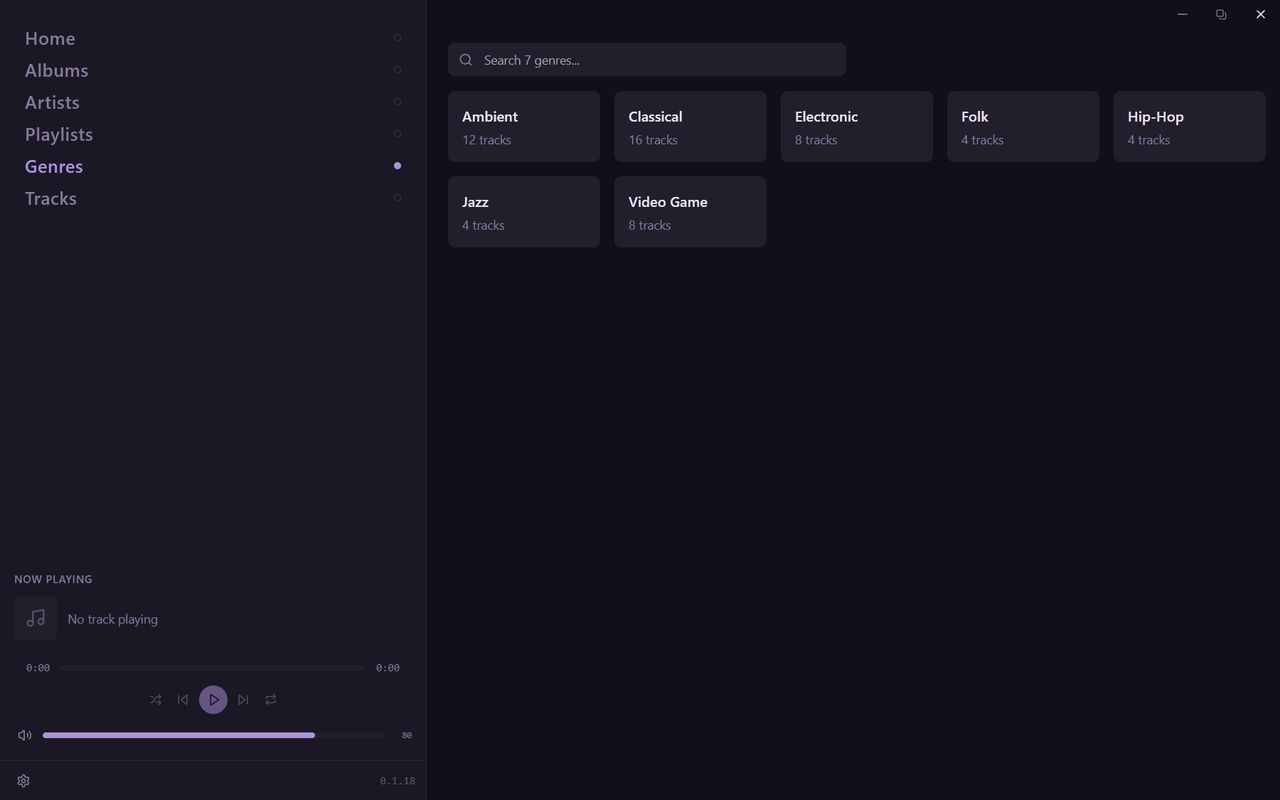 Home
Albums
Artists
Playlists
Genres
Tracks
NOW PLAYING
No track playing
0:00
0:00
80
0.1.18
Search 7 genres...
Ambient
12 tracks
Classical
16 tracks
Electronic
8 tracks
Folk
4 tracks
Hip-Hop
4 tracks
Jazz
4 tracks
Video Game
8 tracks